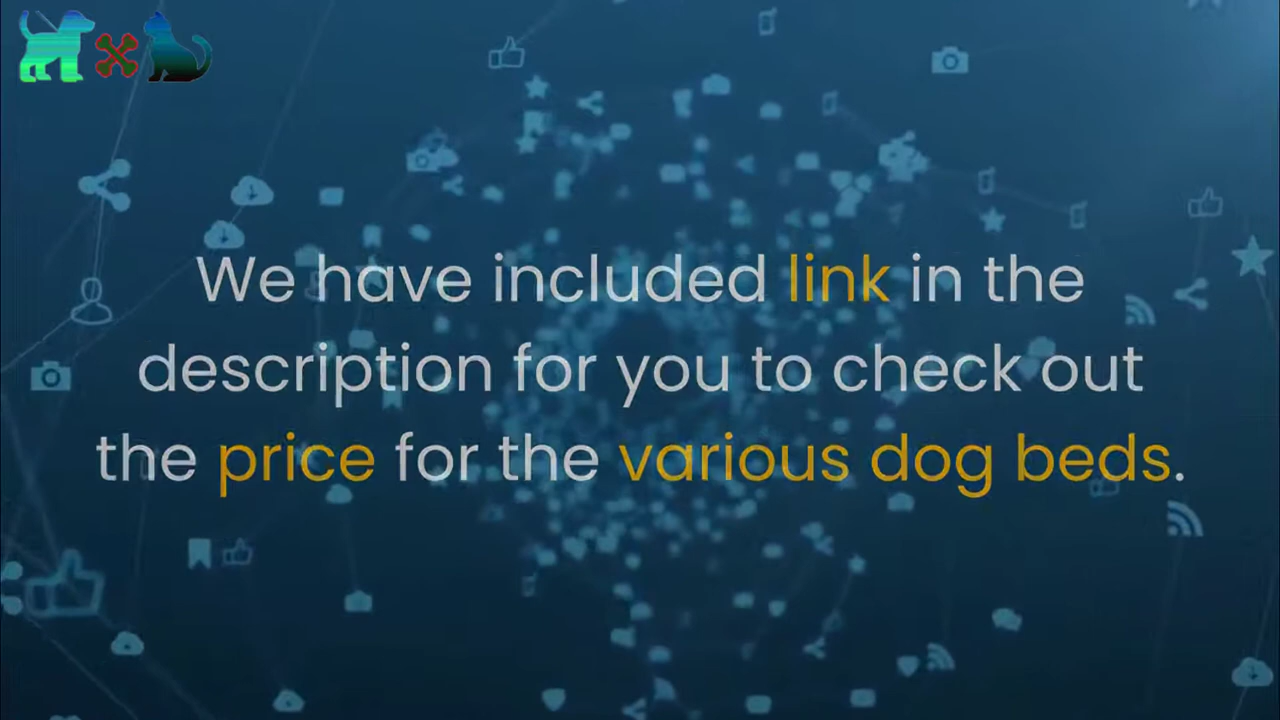 We have included link in the
description for you to check out
the price for the various dog beds.